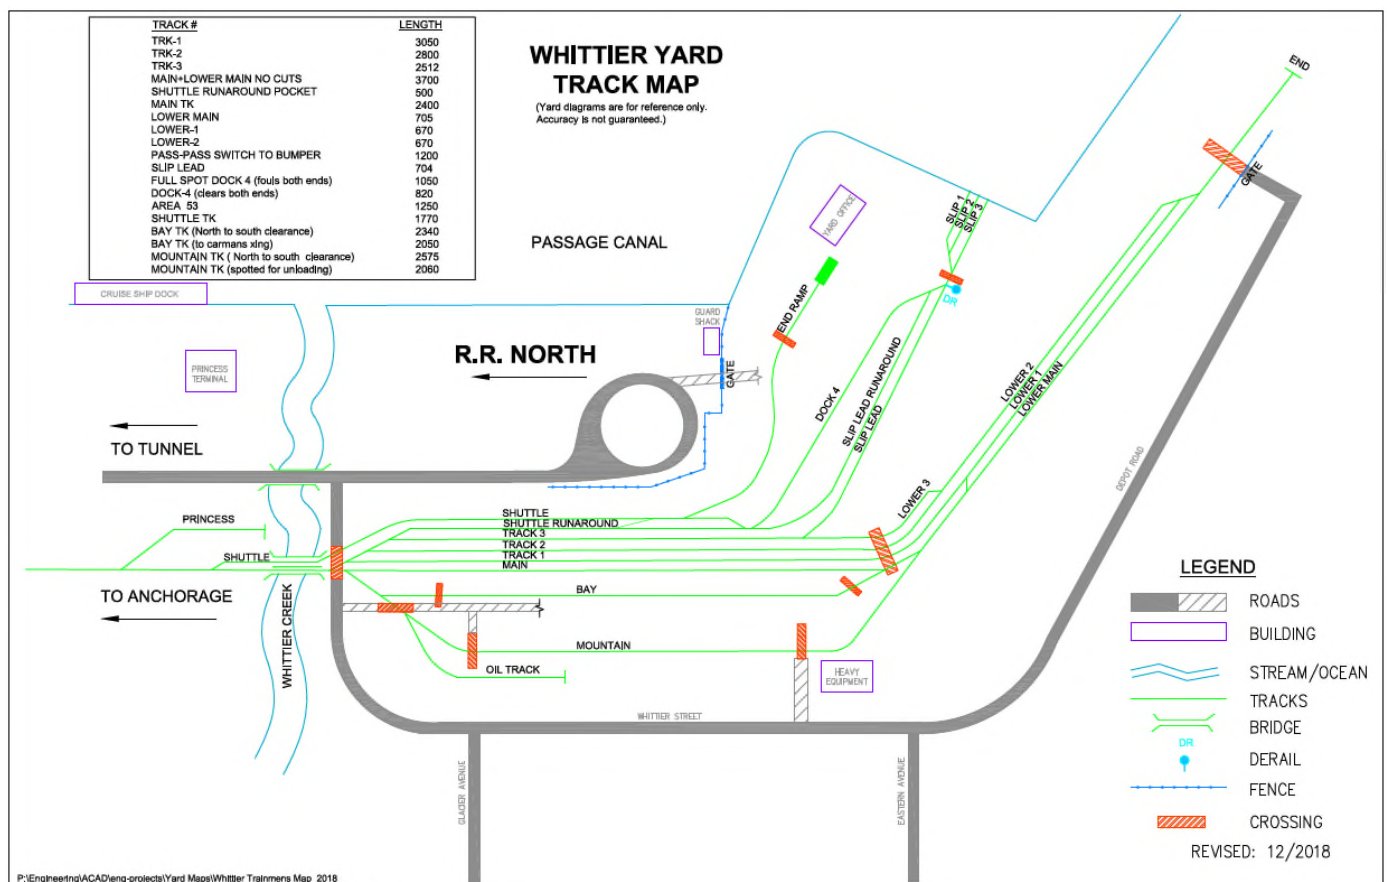 TRACK # LENGTH
TRK-1 3050
TRK-2 2800
TRK-3 2512
MAIN+LOWER MAIN NO CUTS 3700
SHUTTLE RUNAROUND POCKET 500
MAIN TK 2400
LOWER MAIN 705
LOWER-1 670
LOWER-2 670
PASS-PASS SWITCH TO BUMPER 1200
SLIP LEAD 704
FULL SPOT DOCK 4 (fouls both ends) 1050
DOCK-4 (clears both ends) 820
AREA 53 1250
SHUTTLE TK 1770
BAY TK (North to south clearance) 2340
BAY TK (to carmans xing) 2050
MOUNTAIN TK ( North to south clearance) 2575
MOUNTAIN TK (spotted for unloading) 2060
WHITTIER YARD
TRACK MAP
(Yard diagrams are for reference only.
Accuracy is not guaranteed.)
END
GATE
SLIP 1
SLIP 2
SLIP 3
YARD OFFICE
PASSAGE CANAL
CRUISE SHIP DOCK
GUARD
SHACK
END RAMP
DR
PRINCESS
TERMINAL
R.R. NORTH
GATE
DOCK 4
SLIP LEAD RUNAROUND
SLIP LEAD
LOWER 2
LOWER 1
LOWER MAIN
TO TUNNEL
DEPOT ROAD
LOWER 3
PRINCESS
SHUTTLE
SHUTTLE
SHUTTLE RUNAROUND
TRACK 3
TRACK 2
TRACK 1
MAIN
TO ANCHORAGE
WHITTIER CREEK
BAY
MOUNTAIN
OIL TRACK
HEAVY
EQUIPMENT
WHITTIER STREET
GLACIER AVENUE
EASTERN AVENUE
LEGEND
ROADS
BUILDING
STREAM/OCEAN
TRACKS
BRIDGE
DR
DERAIL
FENCE
CROSSING
REVISED: 12/2018
P:\Engineering\ACAD\eng-projects\Yard Maps\Whittier Trainmens Map 2018